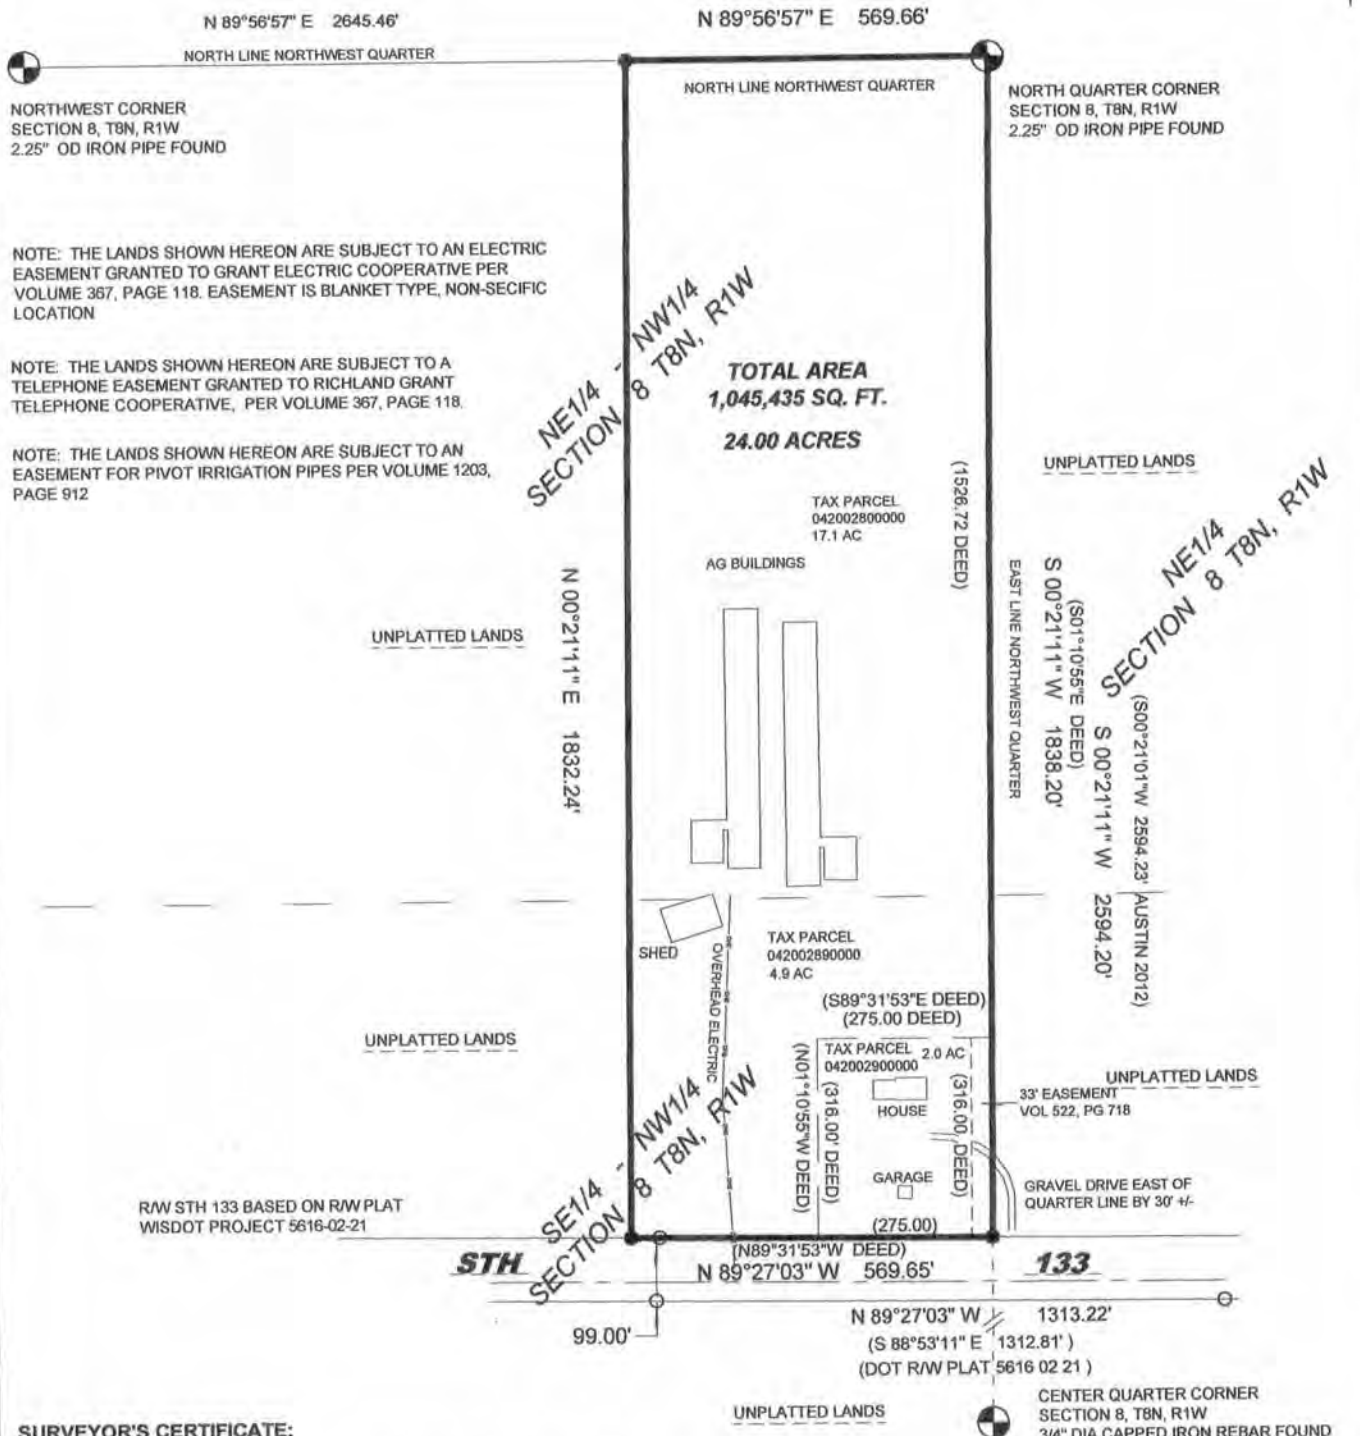 N 89°56'57" E 2645.46'
N 89°56'57" E 569.66'
NORTH LINE NORTHWEST QUARTER
NORTH LINE NORTHWEST QUARTER
NORTHWEST CORNER
SECTION 8, T8N, R1W
2.25" OD IRON PIPE FOUND
NORTH QUARTER CORNER
SECTION 8, T8N, R1W
2.25" OD IRON PIPE FOUND
NOTE: THE LANDS SHOWN HEREON ARE SUBJECT TO AN ELECTRIC
EASEMENT GRANTED TO GRANT ELECTRIC COOPERATIVE PER
VOLUME 367, PAGE 118. EASEMENT IS BLANKET TYPE, NON-SECIFIC
LOCATION
NOTE: THE LANDS SHOWN HEREON ARE SUBJECT TO A
TELEPHONE EASEMENT GRANTED TO RICHLAND GRANT
TELEPHONE COOPERATIVE, PER VOLUME 367, PAGE 118.
NOTE: THE LANDS SHOWN HEREON ARE SUBJECT TO AN
EASEMENT FOR PIVOT IRRIGATION PIPES PER VOLUME 1203,
PAGE 912
NE1/4 - NW1/4
SECTION 8 T8N, R1W
TOTAL AREA
1,045,435 SQ. FT.
24.00 ACRES
TAX PARCEL
042002800000
17.1 AC
(1526.72 DEED)
UNPLATTED LANDS
NE1/4
SECTION 8 T8N, R1W
AG BUILDINGS
UNPLATTED LANDS
N 00°21'11" E 1832.24'
EAST LINE NORTHWEST QUARTER
S 00°21'11" W 1838.20'
(S01°10'55"E DEED)
S 00°21'11" W 2594.20'
(S00°21'01"W 2594.23' AUSTIN 2012)
SHED
OVERHEAD ELECTRIC
TAX PARCEL
042002890000
4.9 AC
(S89°31'53"E DEED)
(275.00 DEED)
UNPLATTED LANDS
TAX PARCEL 2.0 AC
042002900000
(N01°10'55"W DEED)
(316.00' DEED)
HOUSE
(316.00, DEED)
UNPLATTED LANDS
33' EASEMENT
VOL 522, PG 718
GARAGE
GRAVEL DRIVE EAST OF
QUARTER LINE BY 30' +/-
SE1/4 - NW1/4
SECTION 8 T8N, R1W
R/W STH 133 BASED ON R/W PLAT
WISDOT PROJECT 5616-02-21
(275.00)
(N89°31'53"W DEED)
STH
N 89°27'03" W 569.65'
133
99.00'
N 89°27'03" W 1313.22'
(S 88°53'11" E 1312.81' )
(DOT R/W PLAT 5616 02 21 )
UNPLATTED LANDS
CENTER QUARTER CORNER
SECTION 8, T8N, R1W
3/4" DIA CAPPED IRON REBAR FOUND
SURVEYOR'S CERTIFICATE: